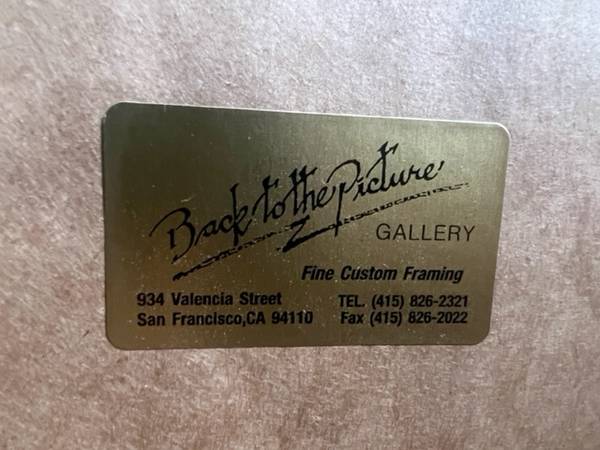 Back to the Picture
GALLERY
Fine Custom Framing
934 Valencia Street TEL. (415) 826-2321
San Francisco,CA 94110 Fax (415) 826-2022